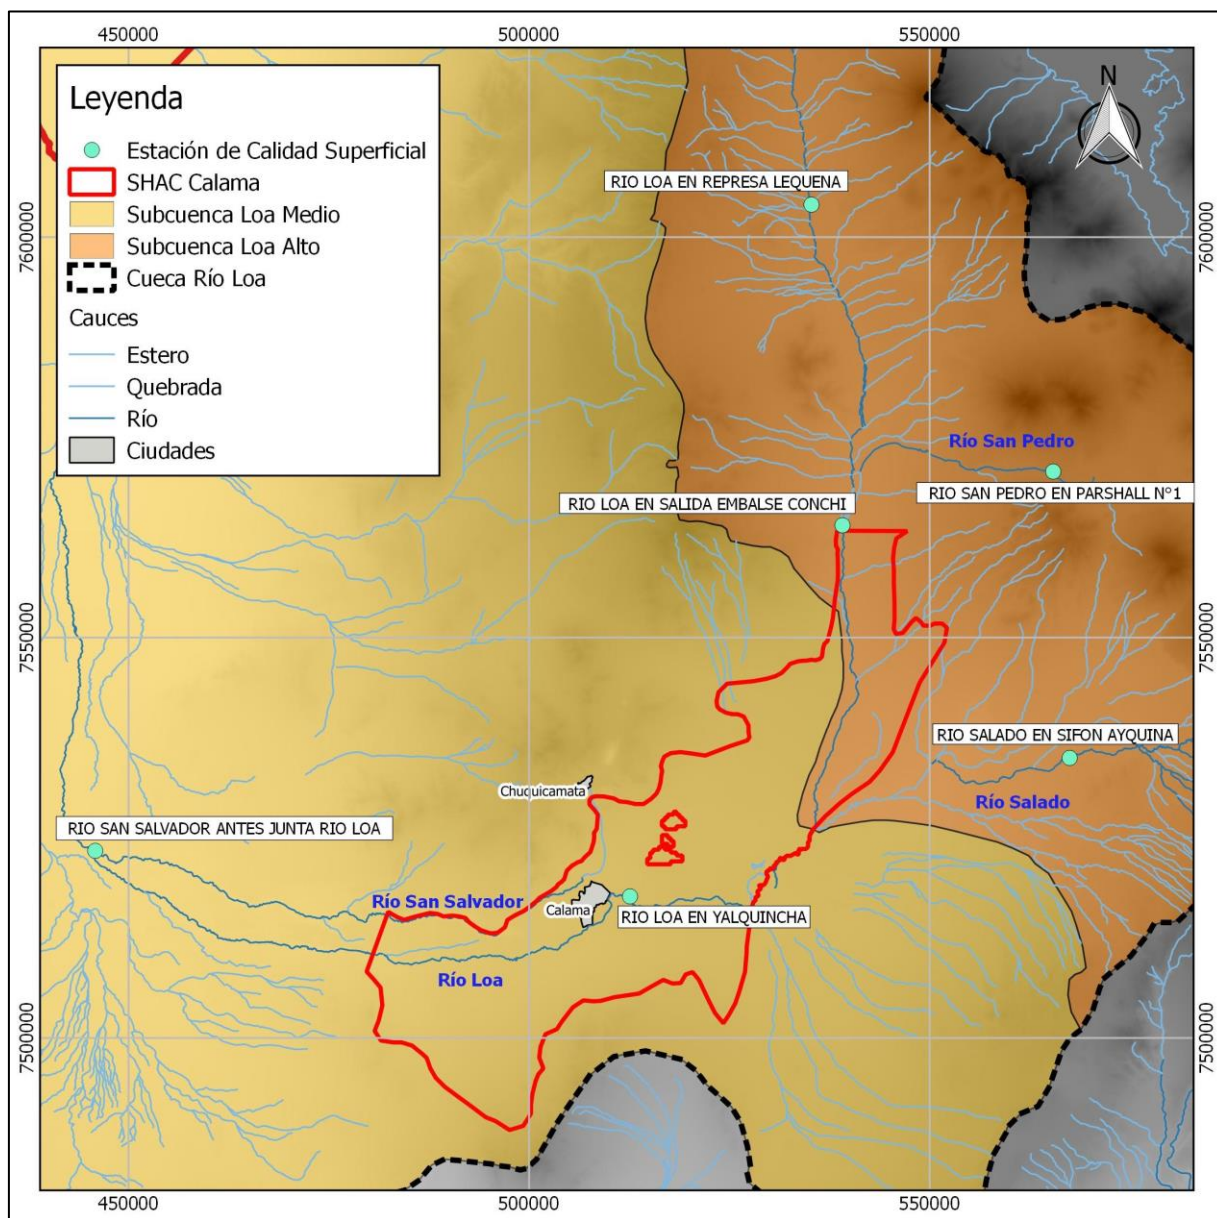 450000
500000
550000
Leyenda
Estación de Calidad Superficial
SHAC Calama
Subcuenca Loa Medio
Subcuenca Loa Alto
Cueca Río Loa
Cauces
Estero
Quebrada
Río
Ciudades
N
RIO LOA EN REPRESA LEQUENA
7600000
7600000
Río San Pedro
RIO SAN PEDRO EN PARSHALL N°1
RIO LOA EN SALIDA EMBALSE CONCHI
7550000
7550000
RIO SALADO EN SIFON AYQUINA
Chuquicamata
Río Salado
RIO SAN SALVADOR ANTES JUNTA RIO LOA
Río San Salvador
Calama
RIO LOA EN YALQUINCHA
Río Loa
7500000
7500000
450000
500000
550000